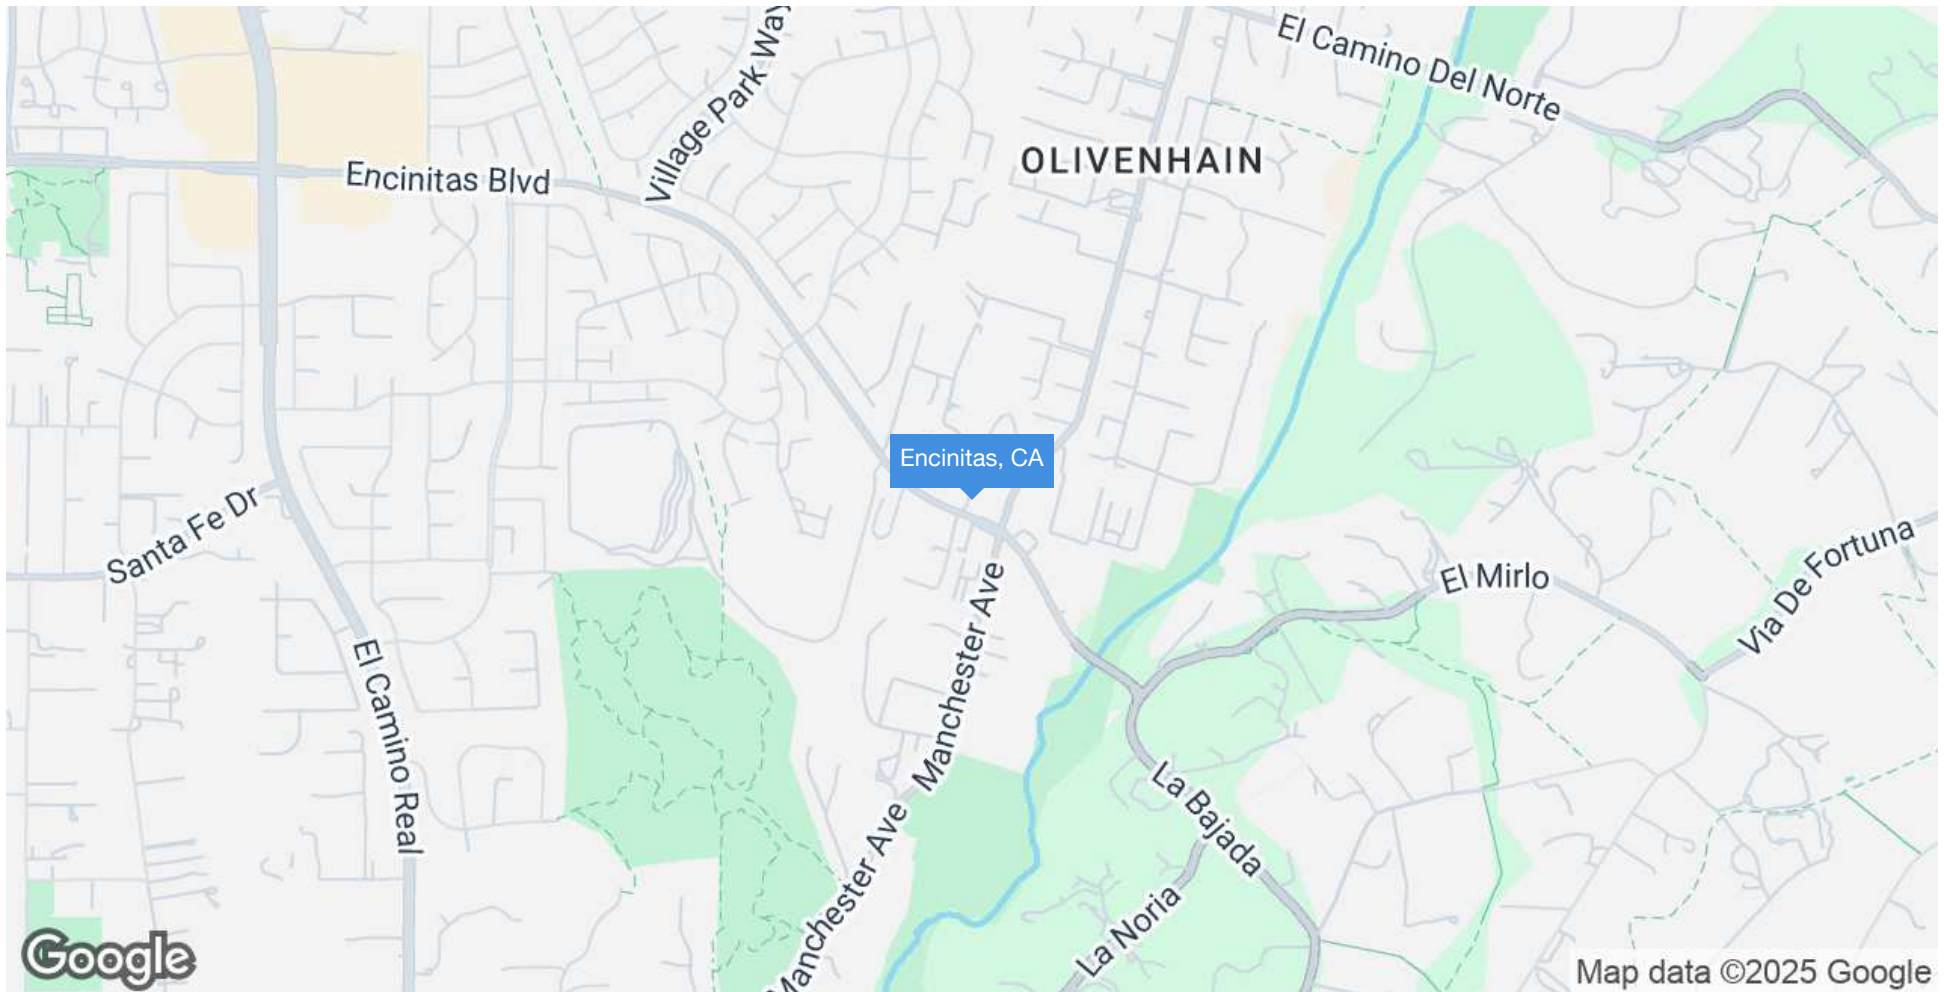 El Camino Del Norte
Village Park Way
OLIVENHAIN
Encinitas Blvd
Encinitas, CA
Santa Fe Dr
Via De Fortuna
El Mirlo
Manchester Ave
El Camino Real
La Bajada
Manchester Ave
La Noria
Google
Map data ©2025 Google